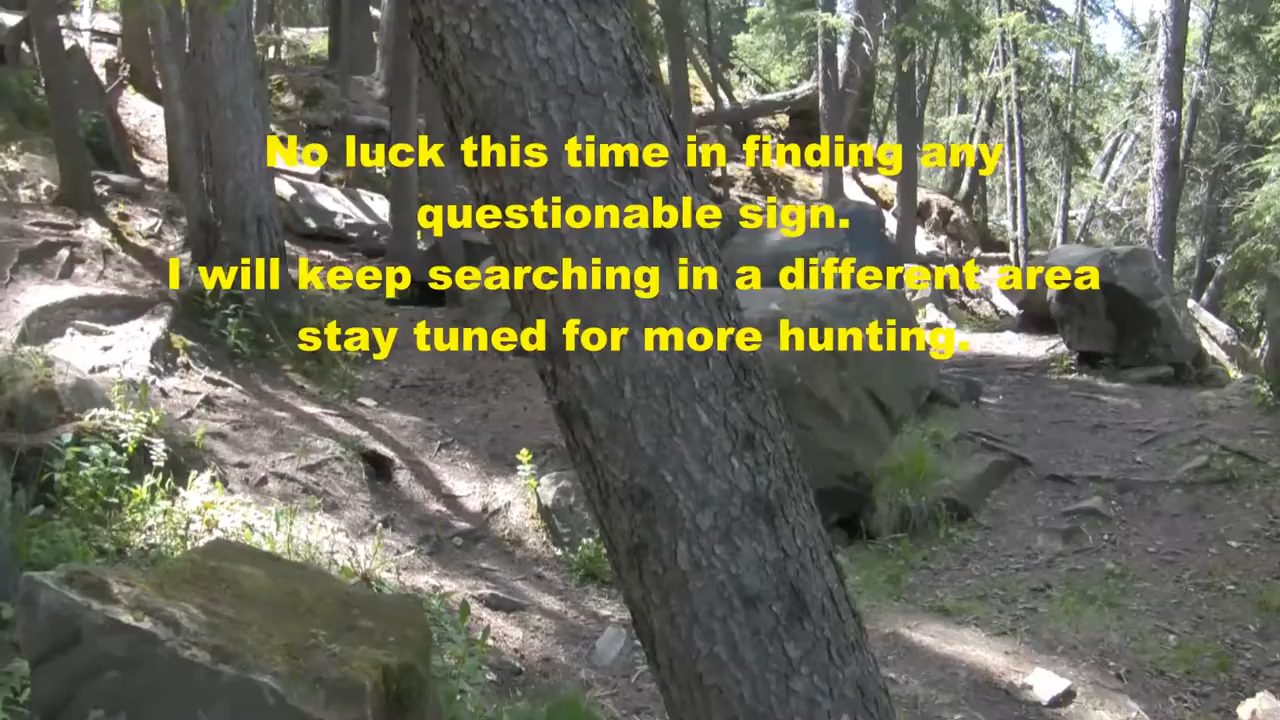 No luck this time in finding any
questionable sign.
I will keep searching in a different area
stay tuned for more hunting.